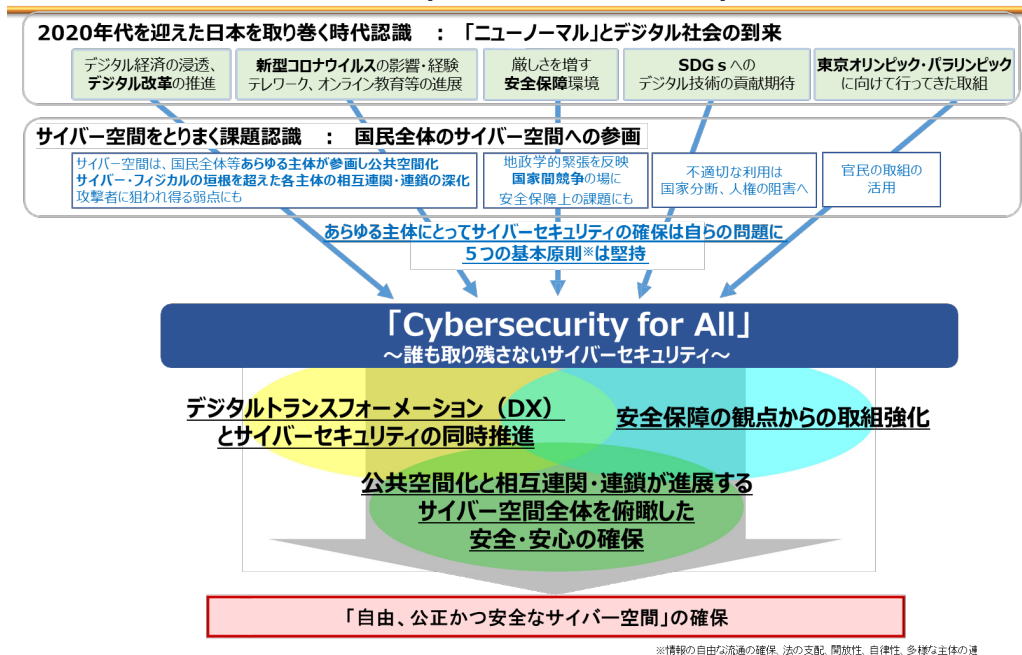 2020年代を迎えた日本を取り巻く時代認識 ： 「ニューノーマル」とデジタル社会の到来
デジタル経済の浸透、
デジタル改革の推進
新型コロナウイルスの影響・経験
テレワーク、オンライン教育等の進展
厳しさを増す
安全保障環境
SDGｓへの
デジタル技術の貢献期待
東京オリンピック・パラリンピック
に向けて行ってきた取組
サイバー空間をとりまく課題認識 ： 国民全体のサイバー空間への参画
サイバー空間は、国民全体等あらゆる主体が参画し公共空間化
サイバー・フィジカルの垣根を超えた各主体の相互連関・連鎖の深化
攻撃者に狙われ得る弱点にも
地政学的緊張を反映
国家間競争の場に
安全保障上の課題にも
不適切な利用は
国家分断、人権の阻害へ
官民の取組の
活用
あらゆる主体にとってサイバーセキュリティの確保は自らの問題に
５つの基本原則※は堅持
「Cybersecurity for All」
～誰も取り残さないサイバーセキュリティ～
デジタルトランスフォーメーション（DX）
とサイバーセキュリティの同時推進
安全保障の観点からの取組強化
公共空間化と相互連関・連鎖が進展する
サイバー空間全体を俯瞰した
安全・安心の確保
「自由、公正かつ安全なサイバー空間」の確保
※情報の自由な流通の確保、法の支配、開放性、自律性、多様な主体の連